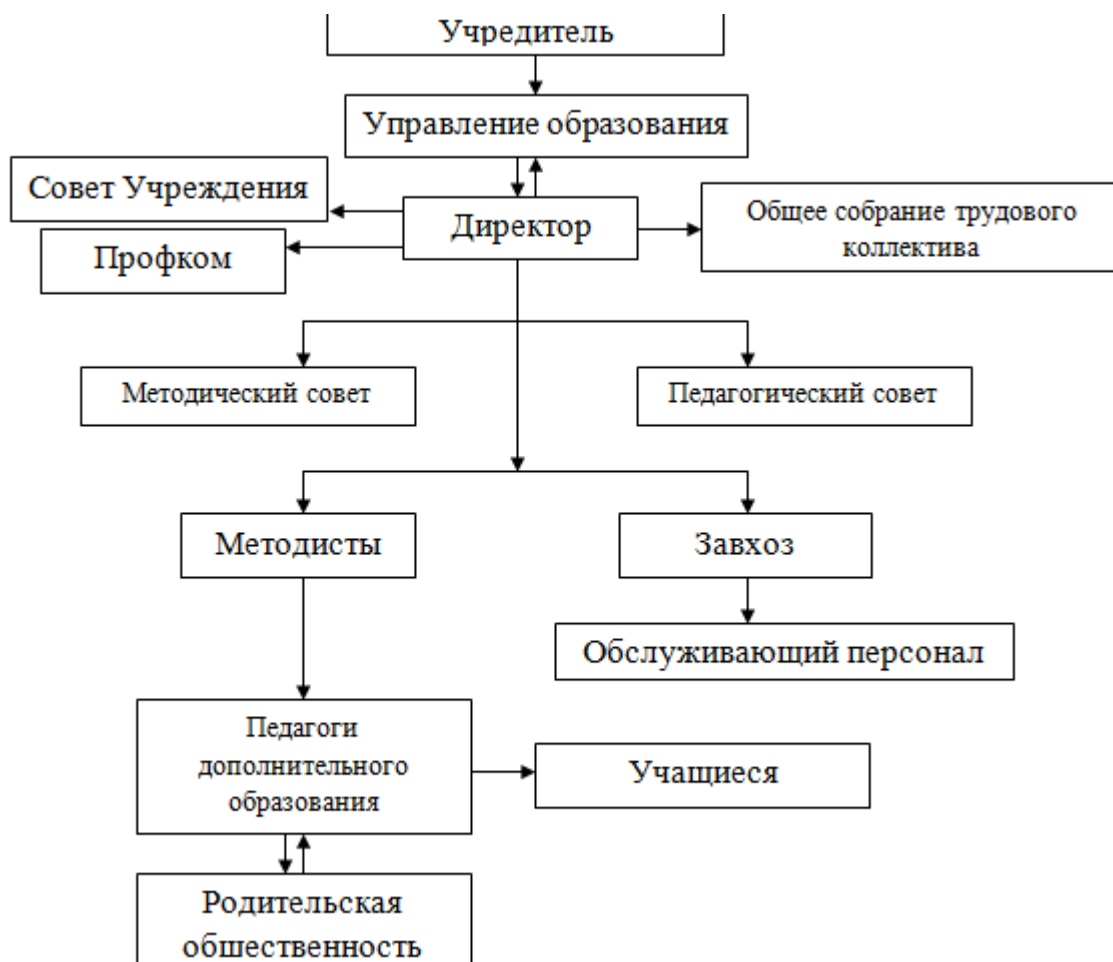 Учредитель
Управление образования
Совет Учреждения
Директор
Общее собрание трудового
коллектива
Профком
Методический совет
Педагогический совет
Методисты
Завхоз
Обслуживающий персонал
Педагоги
дополнительного
образования
Учащиеся
Родительская
общественность